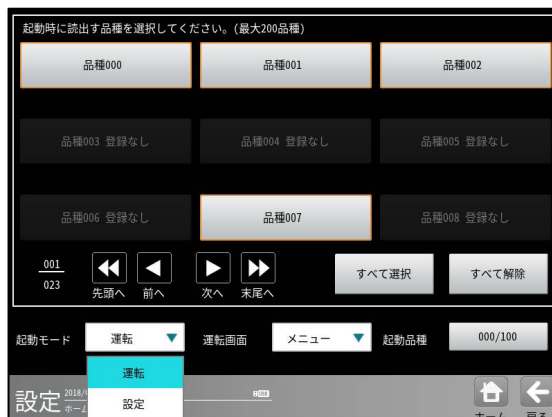 起動時に読出す品種を選択してください。(最大200品種)
品種000 品種001 品種002
品種003 登録なし 品種004 登録なし 品種005 登録なし
品種006 登録なし 品種007 品種008 登録なし
001
023
先頭へ 前へ 次へ 末尾へ
すべて選択 すべて解除
起動モード 運転 運転画面 メニュー 起動品種 000/100
運転
設定
設定 2018/
ホーム
ホーム 戻る